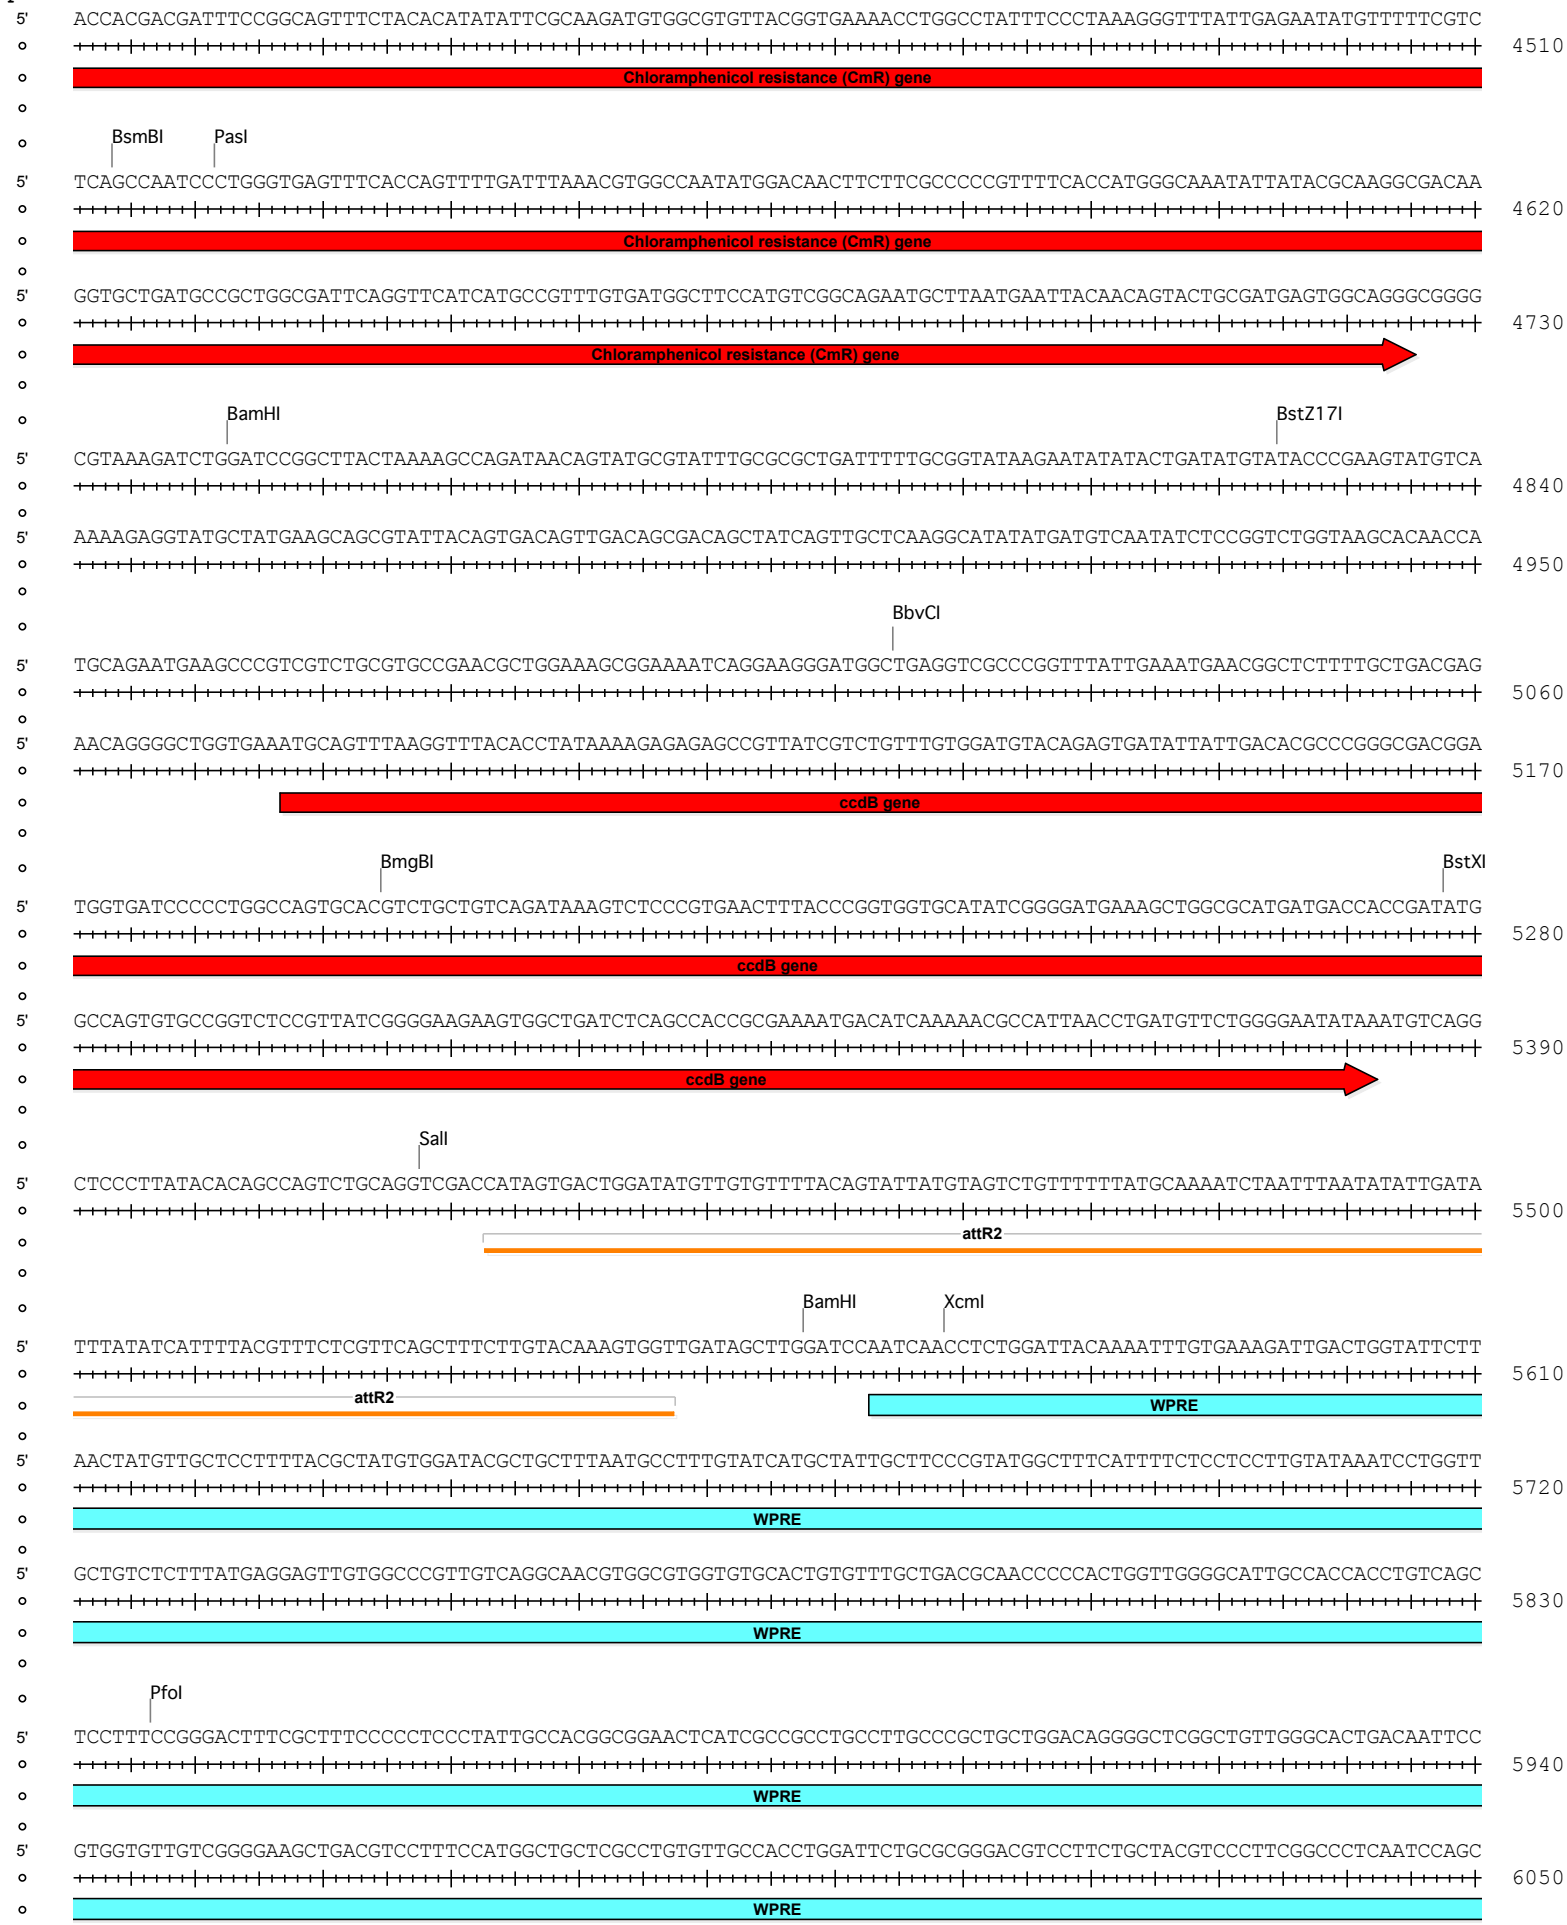 ACCACGACGATTTCCGGCAGTTTCTACACATATATTCGCAAGATGTGGCGTGTTACGGTGAAAACCTGGCCTATTTCCCTAAAGGGTTTATTGAGAATATGTTTTTCGTC
4510
Chloramphenicol resistance (CmR) gene
BsmBI PasI
5' TCAGCCAATCCCTGGGTGAGTTTCACCAGTTTTGATTTAAACGTGGCCAATATGGACAACTTCTTCGCCCCCGTTTTCACCATGGGCAAATATTATACGCAAGGCGACAA
4620
Chloramphenicol resistance (CmR) gene
5' GGTGCTGATGCCGCTGGCGATTCAGGTTCATCATGCCGTTTGTGATGGCTTCCATGTCGGCAGAATGCTTAATGAATTACAACAGTACTGCGATGAGTGGCAGGGCGGGG
4730
Chloramphenicol resistance (CmR) gene
BamHI BstZ17I
5' CGTAAAGATCTGGATCCGGCTTACTAAAAGCCAGATAACAGTATGCGTATTTGCGCGCTGATTTTTGCGGTATAAGAATATATACTGATATGTATACCCGAAGTATGTCA
4840
5' AAAAGAGGTATGCTATGAAGCAGCGTATTACAGTGACAGTTGACAGCGACAGCTATCAGTTGCTCAAGGCATATATGATGTCAATATCTCCGGTCTGGTAAGCACAACCA
4950
BbvCI
5' TGCAGAATGAAGCCCGTCGTCTGCGTGCCGAACGCTGGAAAGCGGAAAATCAGGAAGGGATGGCTGAGGTCGCCCGGTTTATTGAAATGAACGGCTCTTTTGCTGACGAG
5060
5' AACAGGGGCTGGTGAAATGCAGTTTAAGGTTTACACCTATAAAAGAGAGAGCCGTTATCGTCTGTTTGTGGATGTACAGAGTGATATTATTGACACGCCCGGGCGACGGA
5170
ccdB gene
BmgBI BstXI
5' TGGTGATCCCCCTGGCCAGTGCACGTCTGCTGTCAGATAAAGTCTCCCGTGAACTTTACCCGGTGGTGCATATCGGGGATGAAAGCTGGCGCATGATGACCACCGATATG
5280
ccdB gene
5' GCCAGTGTGCCGGTCTCCGTTATCGGGGAAGAAGTGGCTGATCTCAGCCACCGCGAAAATGACATCAAAAACGCCATTAACCTGATGTTCTGGGGAATATAAATGTCAGG
5390
ccdB gene
SalI
5' CTCCCTTATACACAGCCAGTCTGCAGGTCGACCATAGTGACTGGATATGTTGTGTTTTACAGTATTATGTAGTCTGTTTTTTATGCAAAATCTAATTTAATATATTGATA
5500
attR2
BamHI XcmI
5' TTTATATCATTTTACGTTTCTCGTTCAGCTTTCTTGTACAAAGTGGTTGATAGCTTGGATCCAATCAACCTCTGGATTACAAAATTTGTGAAAGATTGACTGGTATTCTT
5610
attR2 WPRE
5' AACTATGTTGCTCCTTTTACGCTATGTGGATACGCTGCTTTAATGCCTTTGTATCATGCTATTGCTTCCCGTATGGCTTTCATTTTCTCCTCCTTGTATAAATCCTGGTT
5720
WPRE
5' GCTGTCTCTTTATGAGGAGTTGTGGCCCGTTGTCAGGCAACGTGGCGTGGTGTGCACTGTGTTTGCTGACGCAACCCCCACTGGTTGGGGCATTGCCACCACCTGTCAGC
5830
WPRE
PfoI
5' TCCTTTCCGGGACTTTCGCTTTCCCCCTCCCTATTGCCACGGCGGAACTCATCGCCGCCTGCCTTGCCCGCTGCTGGACAGGGGCTCGGCTGTTGGGCACTGACAATTCC
5940
WPRE
5' GTGGTGTTGTCGGGGAAGCTGACGTCCTTTCCATGGCTGCTCGCCTGTGTTGCCACCTGGATTCTGCGCGGGACGTCCTTCTGCTACGTCCCTTCGGCCCTCAATCCAGC
6050
WPRE